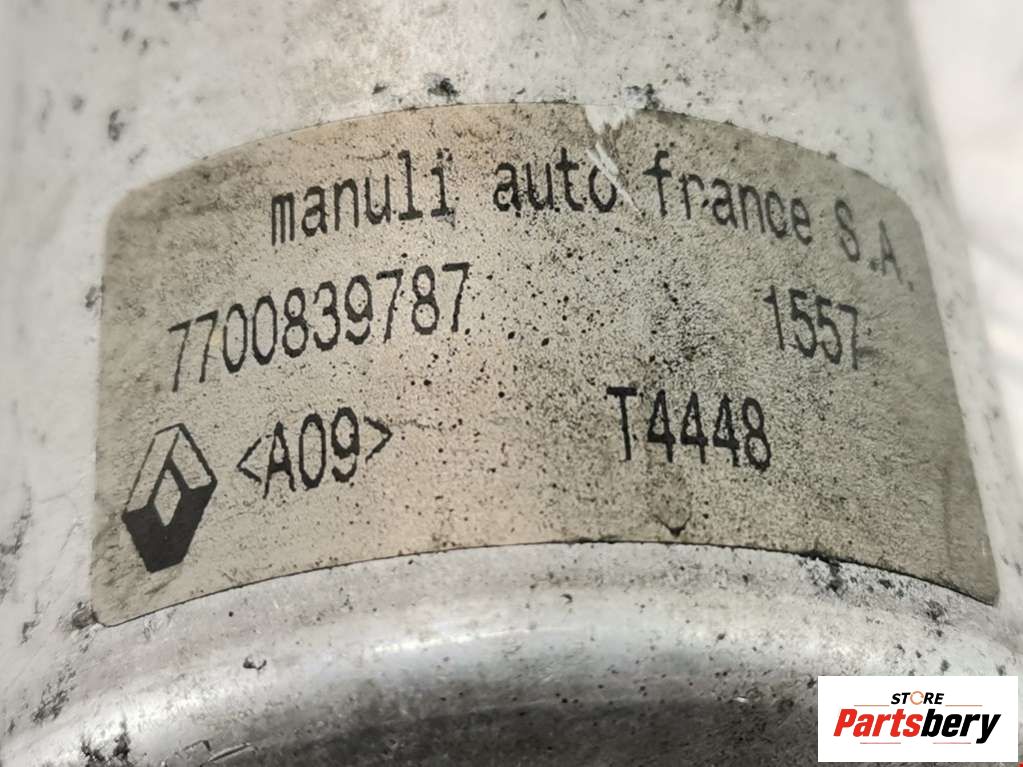 manuli auto france S.A.
7700839787 1557
<A09> T4448
STORE
Partsbery